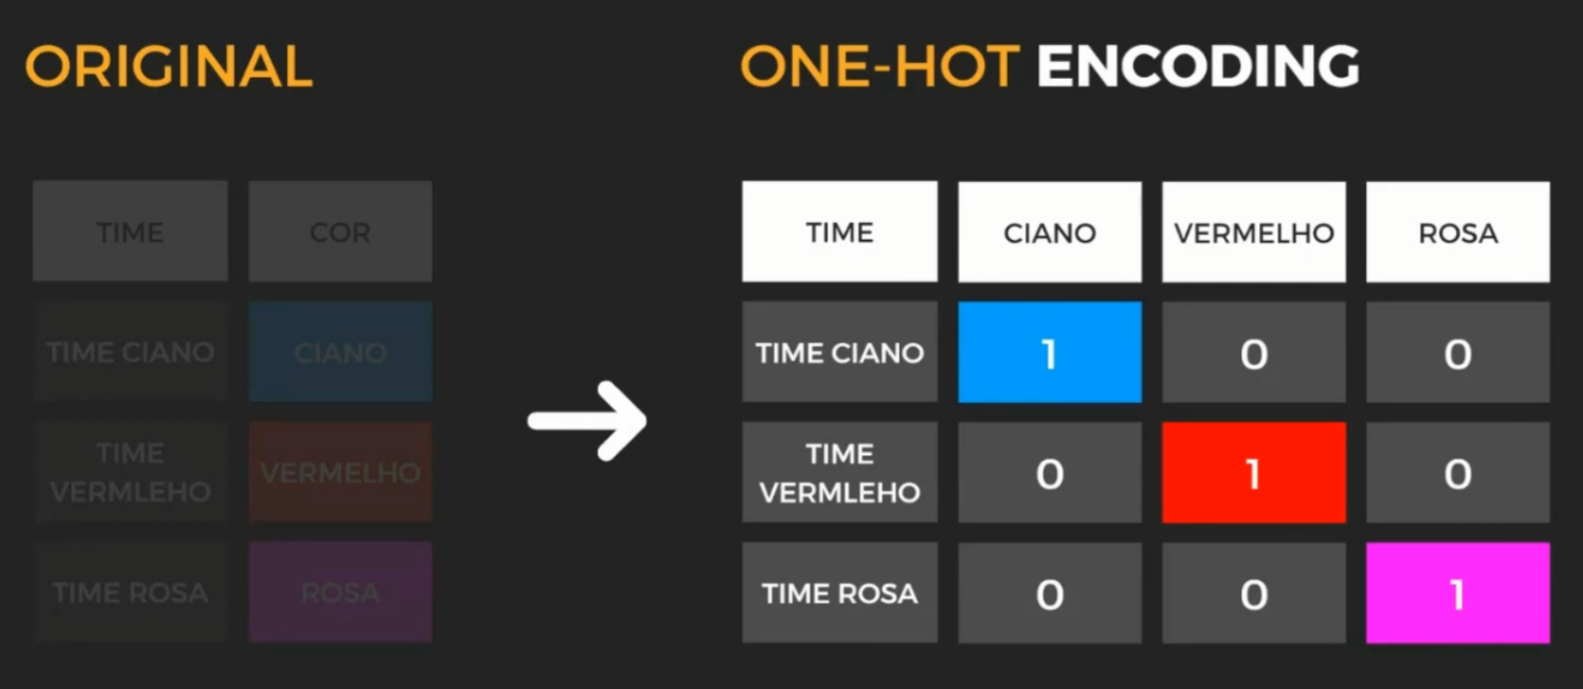 ORIGINAL
ONE-HOT ENCODING
TIME COR
TIME CIANO CIANO
TIME
VERMLEHO VERMELHO
TIME ROSA ROSA
TIME CIANO VERMELHO ROSA
TIME CIANO 1 0 0
TIME
VERMLEHO 0 1 0
TIME ROSA 0 0 1